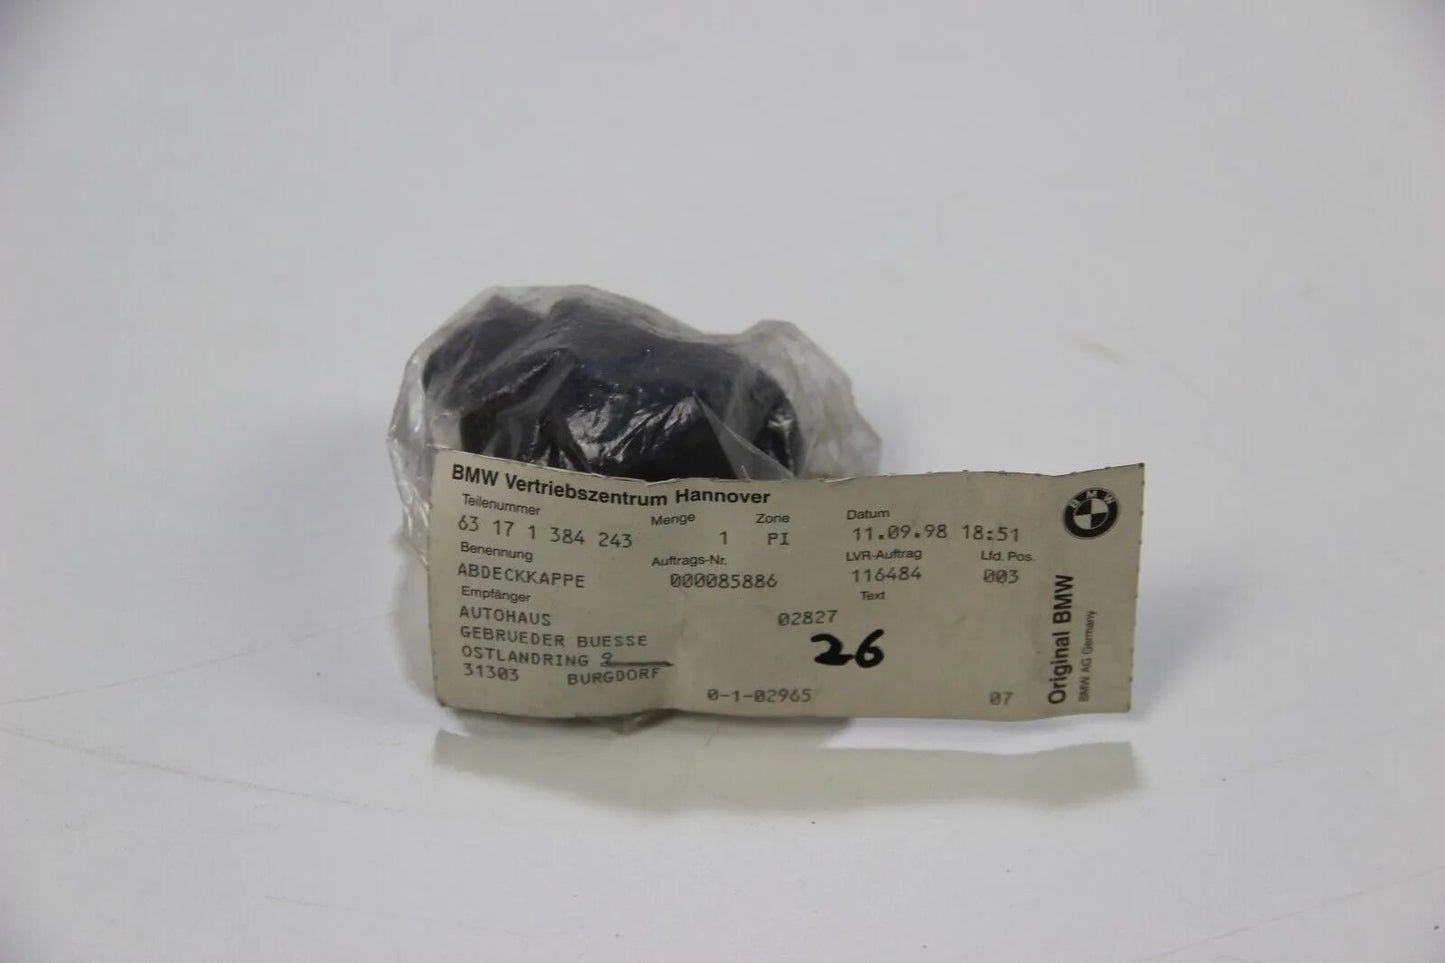 BMW Vertriebszentrum Hannover
Teilenummer Menge Zone Datum
63 17 1 384 243 1 PI 11.09.98 18:51
Benennung Auftrags-Nr. LVR-Auftrag Lfd. Pos.
ABDECKKAPPE 000085886 116484 003
Empfänger Text
AUTOHAUS 02827
GEBRUEDER BUESSE 26
OSTLANDRING 9
31303 BURGDORF
0-1-02965 07
BMW
Original BMW
BMW AG Germany